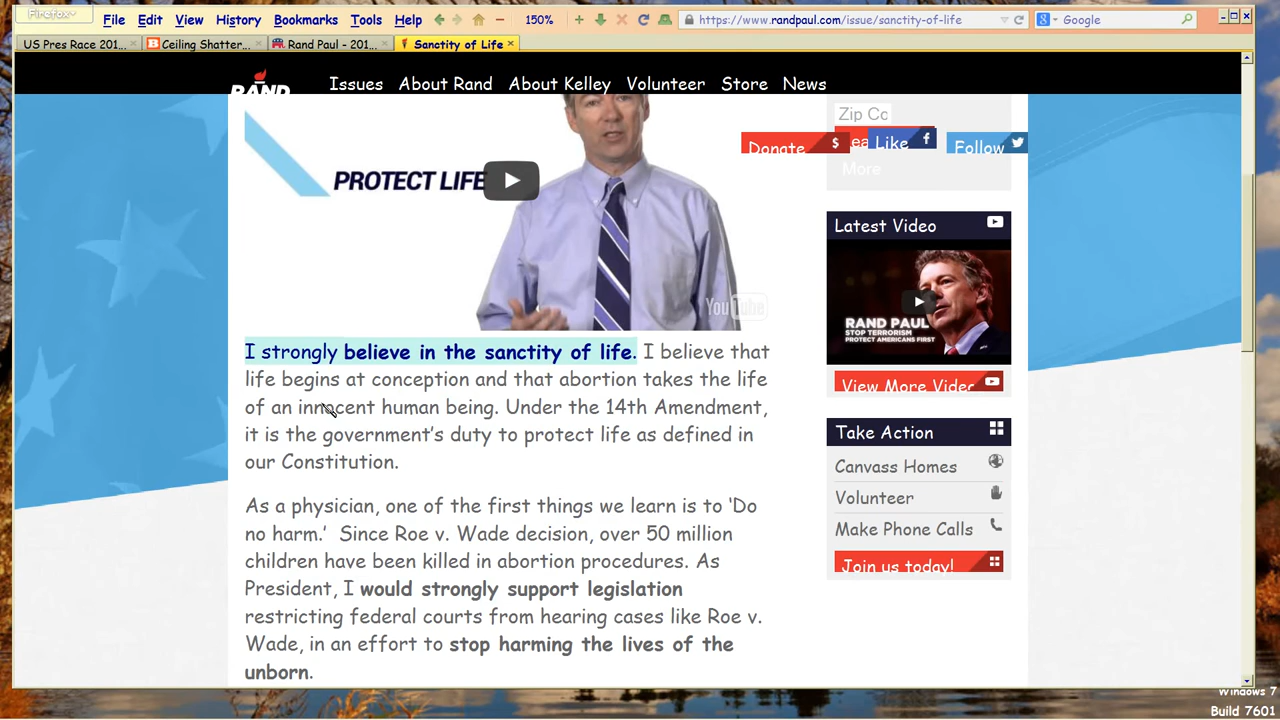 Firefox
File Edit View History Bookmarks Tools Help
150%
https://www.randpaul.com/issue/sanctity-of-life
Google
US Pres Race 201...
Ceiling Shatter...
Rand Paul - 201...
Sanctity of Life
RAND
Issues About Rand About Kelley Volunteer Store News
Zip Cc
Donate $
Like f
Follow
More
PROTECT LIFE
YouTube
Latest Video
RAND PAUL
STOP TERRORISM
PROTECT AMERICANS FIRST
View More Video
I strongly believe in the sanctity of life. I believe that
life begins at conception and that abortion takes the life
of an innocent human being. Under the 14th Amendment,
it is the government's duty to protect life as defined in
our Constitution.
As a physician, one of the first things we learn is to 'Do
no harm.' Since Roe v. Wade decision, over 50 million
children have been killed in abortion procedures. As
President, I would strongly support legislation
restricting federal courts from hearing cases like Roe v.
Wade, in an effort to stop harming the lives of the
unborn.
Take Action
Canvass Homes
Volunteer
Make Phone Calls
Join us today!
Windows 7
Build 7601